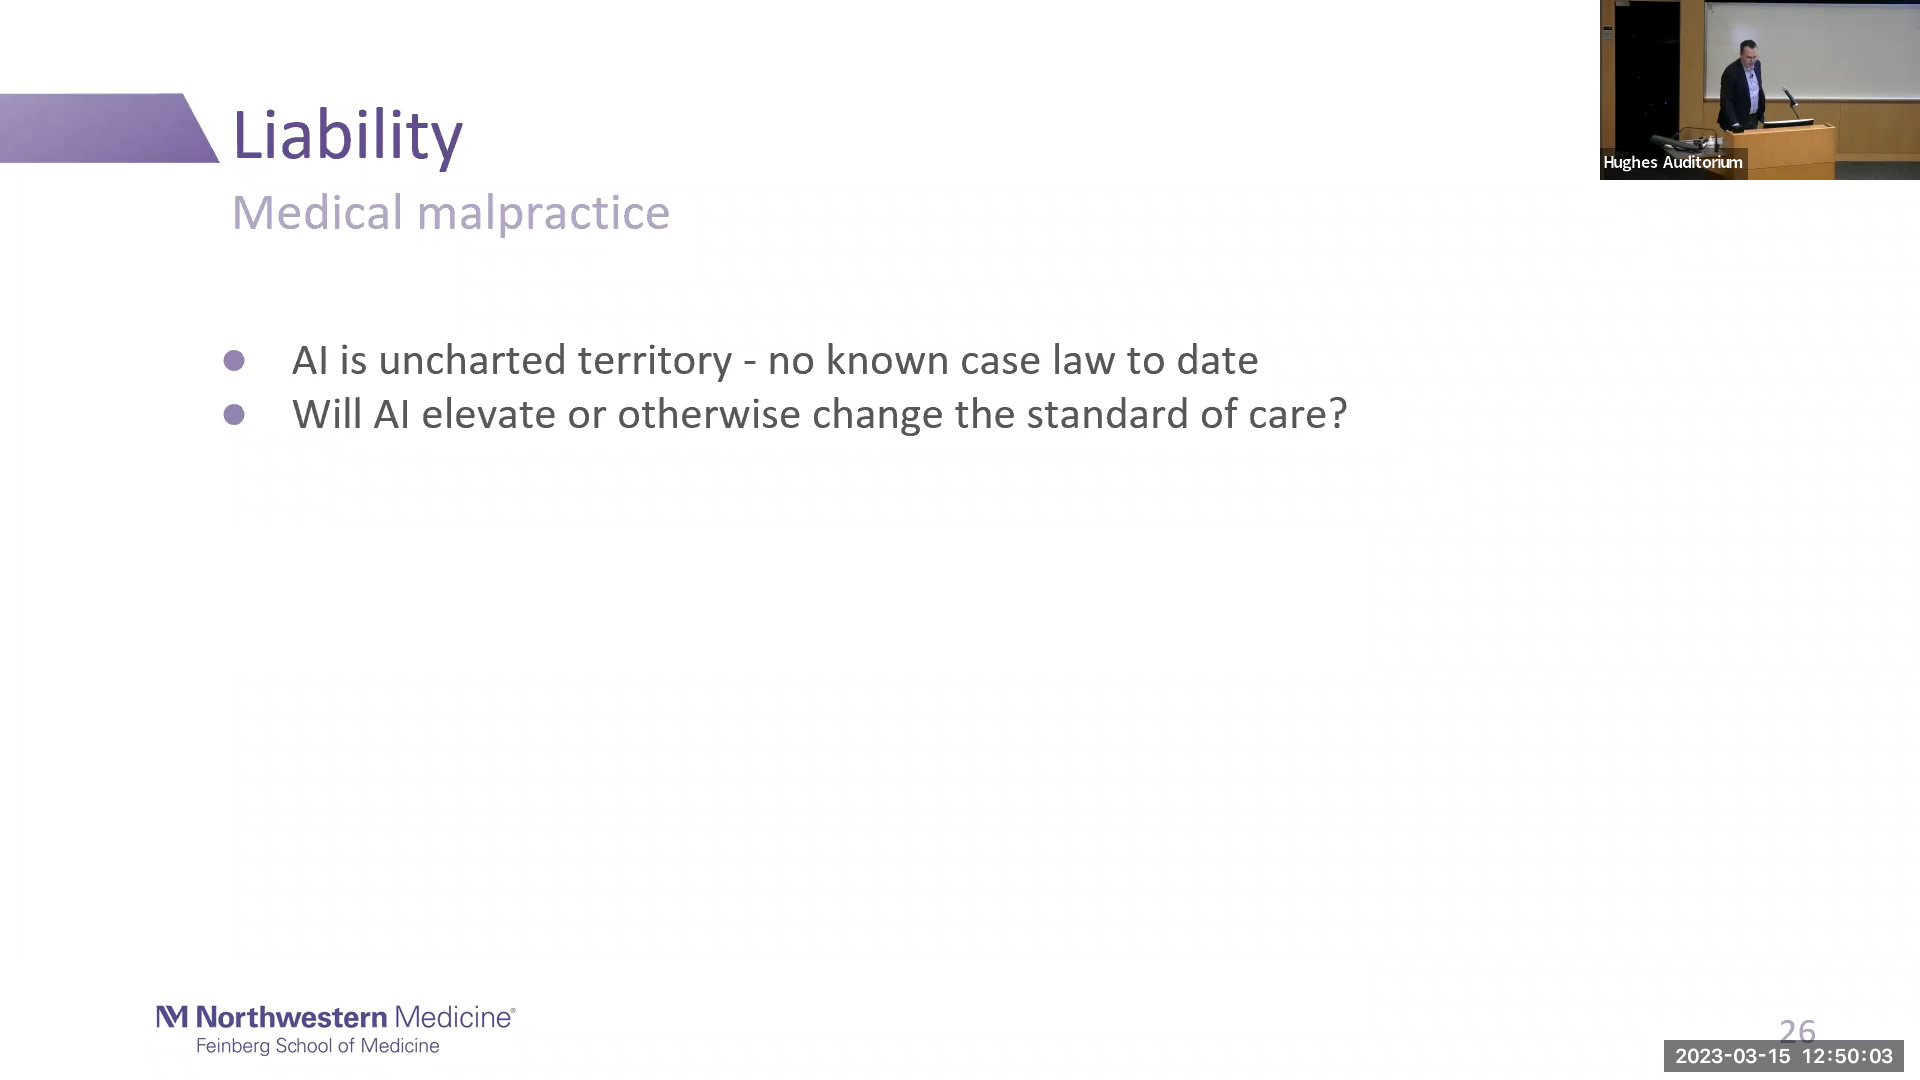 Liability
Medical malpractice
Hughes Auditorium
● AI is uncharted territory - no known case law to date
● Will AI elevate or otherwise change the standard of care?
NM Northwestern Medicine®
Feinberg School of Medicine
26
2023-03-15 12:50:03